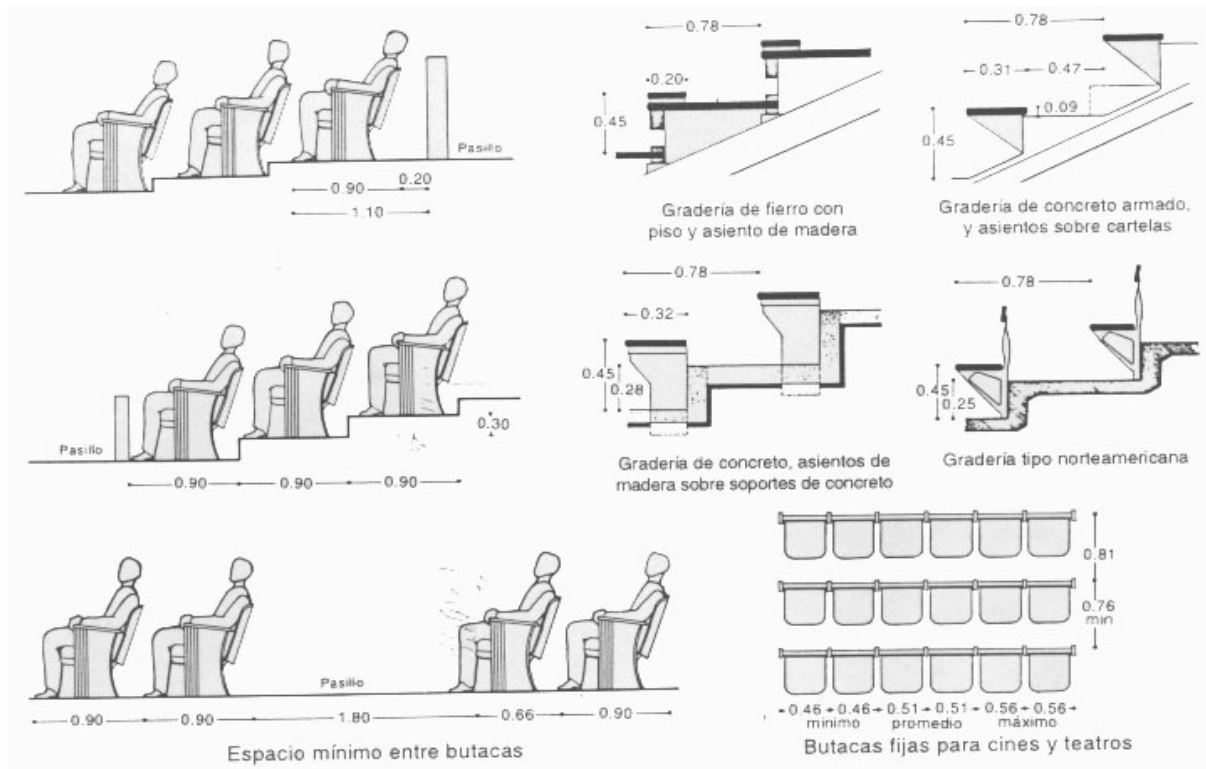 Pasillo
0.90
0.20
1.10
0.78
0.20
0.45
Gradería de fierro con
piso y asiento de madera
0.78
0.31
0.47
0.09
0.45
Gradería de concreto armado,
y asientos sobre cartelas
Pasillo
0.30
0.90
0.90
0.90
0.78
0.32
0.45
0.28
Gradería de concreto, asientos de
madera sobre soportes de concreto
0.78
0.45
0.25
Gradería tipo norteamericana
Pasillo
0.90
0.90
1.80
0.66
0.90
Espacio mínimo entre butacas
0.81
0.76
min
0.46 0.46 0.51 0.51 0.56 0.56
mínimo promedio máximo
Butacas fijas para cines y teatros